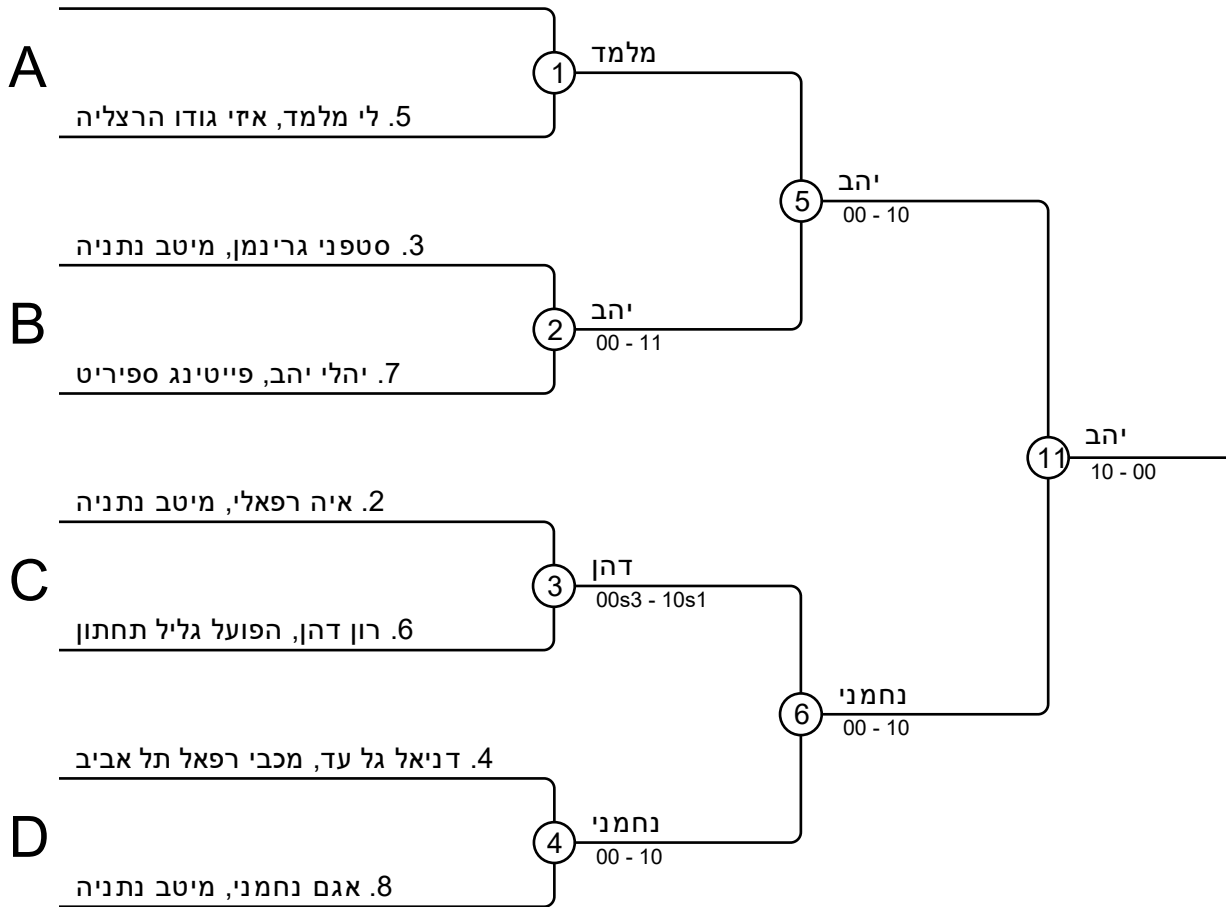 A
1
מלמד
5. לי מלמד, איזי גודו הרצליה
5
יהב
00 - 10
3. סטפני גרינמן, מיטב נתניה
B
2
יהב
00 - 11
7. יהלי יהב, פייטינג ספיריט
11
יהב
10 - 00
2. איה רפאלי, מיטב נתניה
C
3
דהן
00s3 - 10s1
6. רון דהן, הפועל גליל תחתון
6
נחמני
00 - 10
4. דניאל גל עד, מכבי רפאל תל אביב
D
4
נחמני
00 - 10
8. אגם נחמני, מיטב נתניה